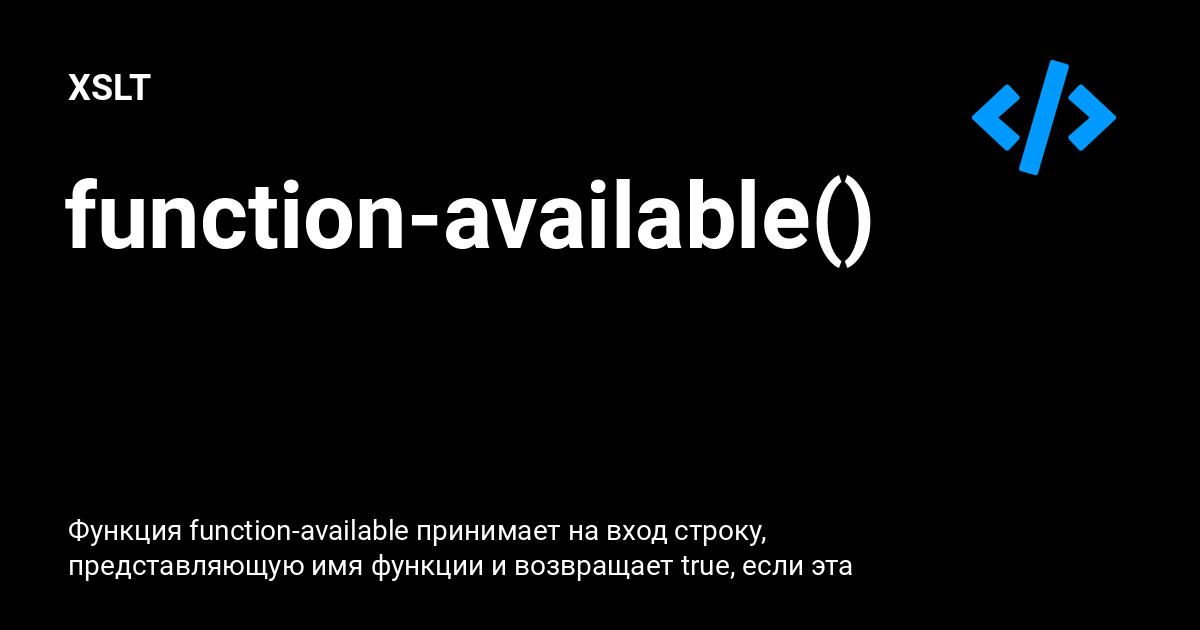 XSLT
function-available()
Функция function-available принимает на вход строку,
представляющую имя функции и возвращает true, если эта